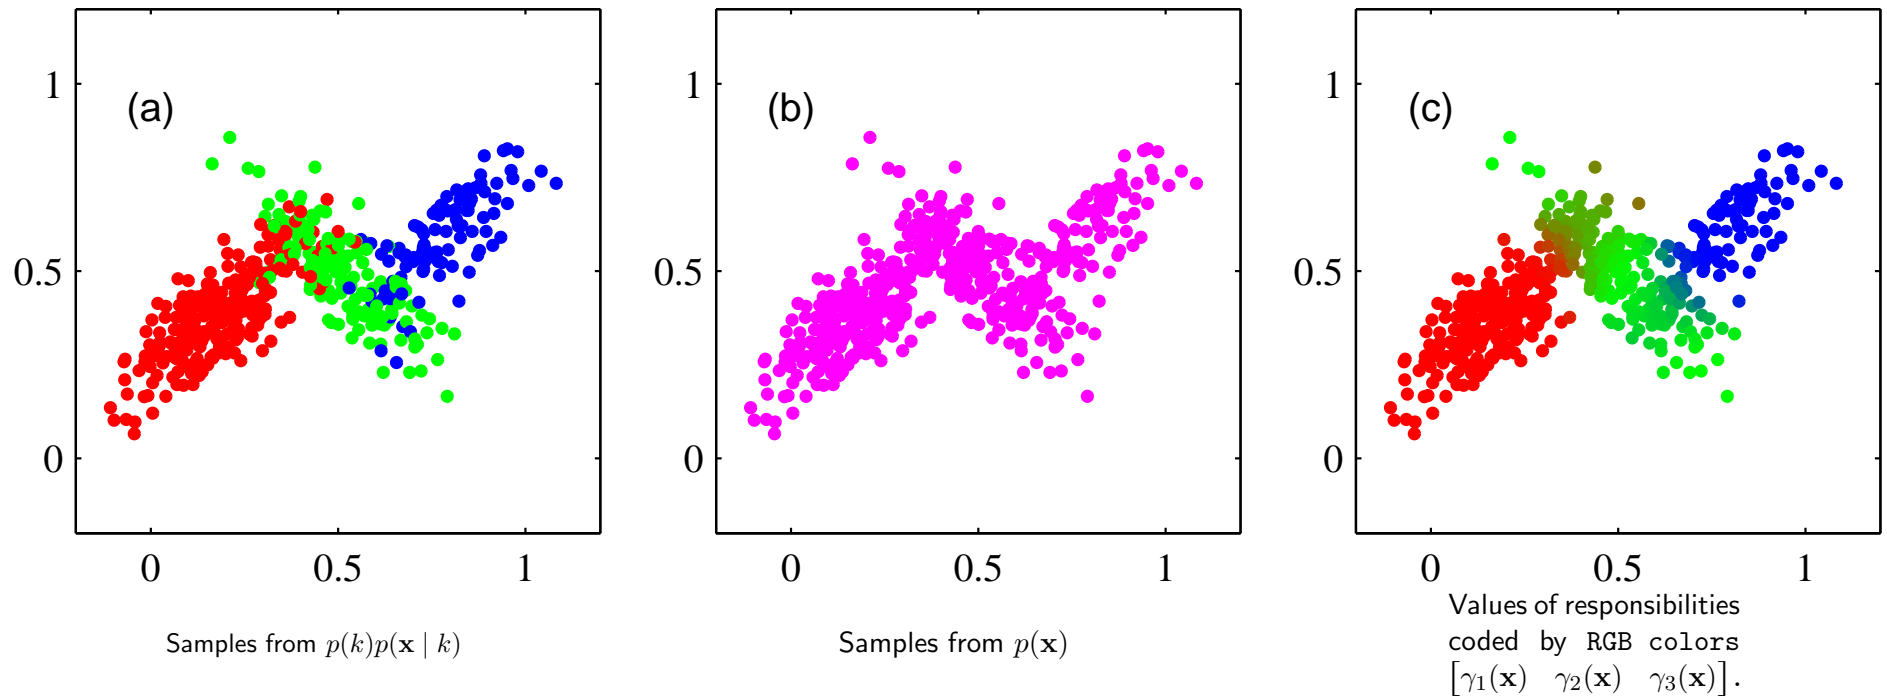 (a)
1
0.5
0
0 0.5 1
Samples from p(k)p(x | k)
(b)
1
0.5
0
0 0.5 1
Samples from p(x)
(c)
1
0.5
0
0 0.5 1
Values of responsibilities
coded by RGB colors
[γ₁(x) γ₂(x) γ₃(x)].